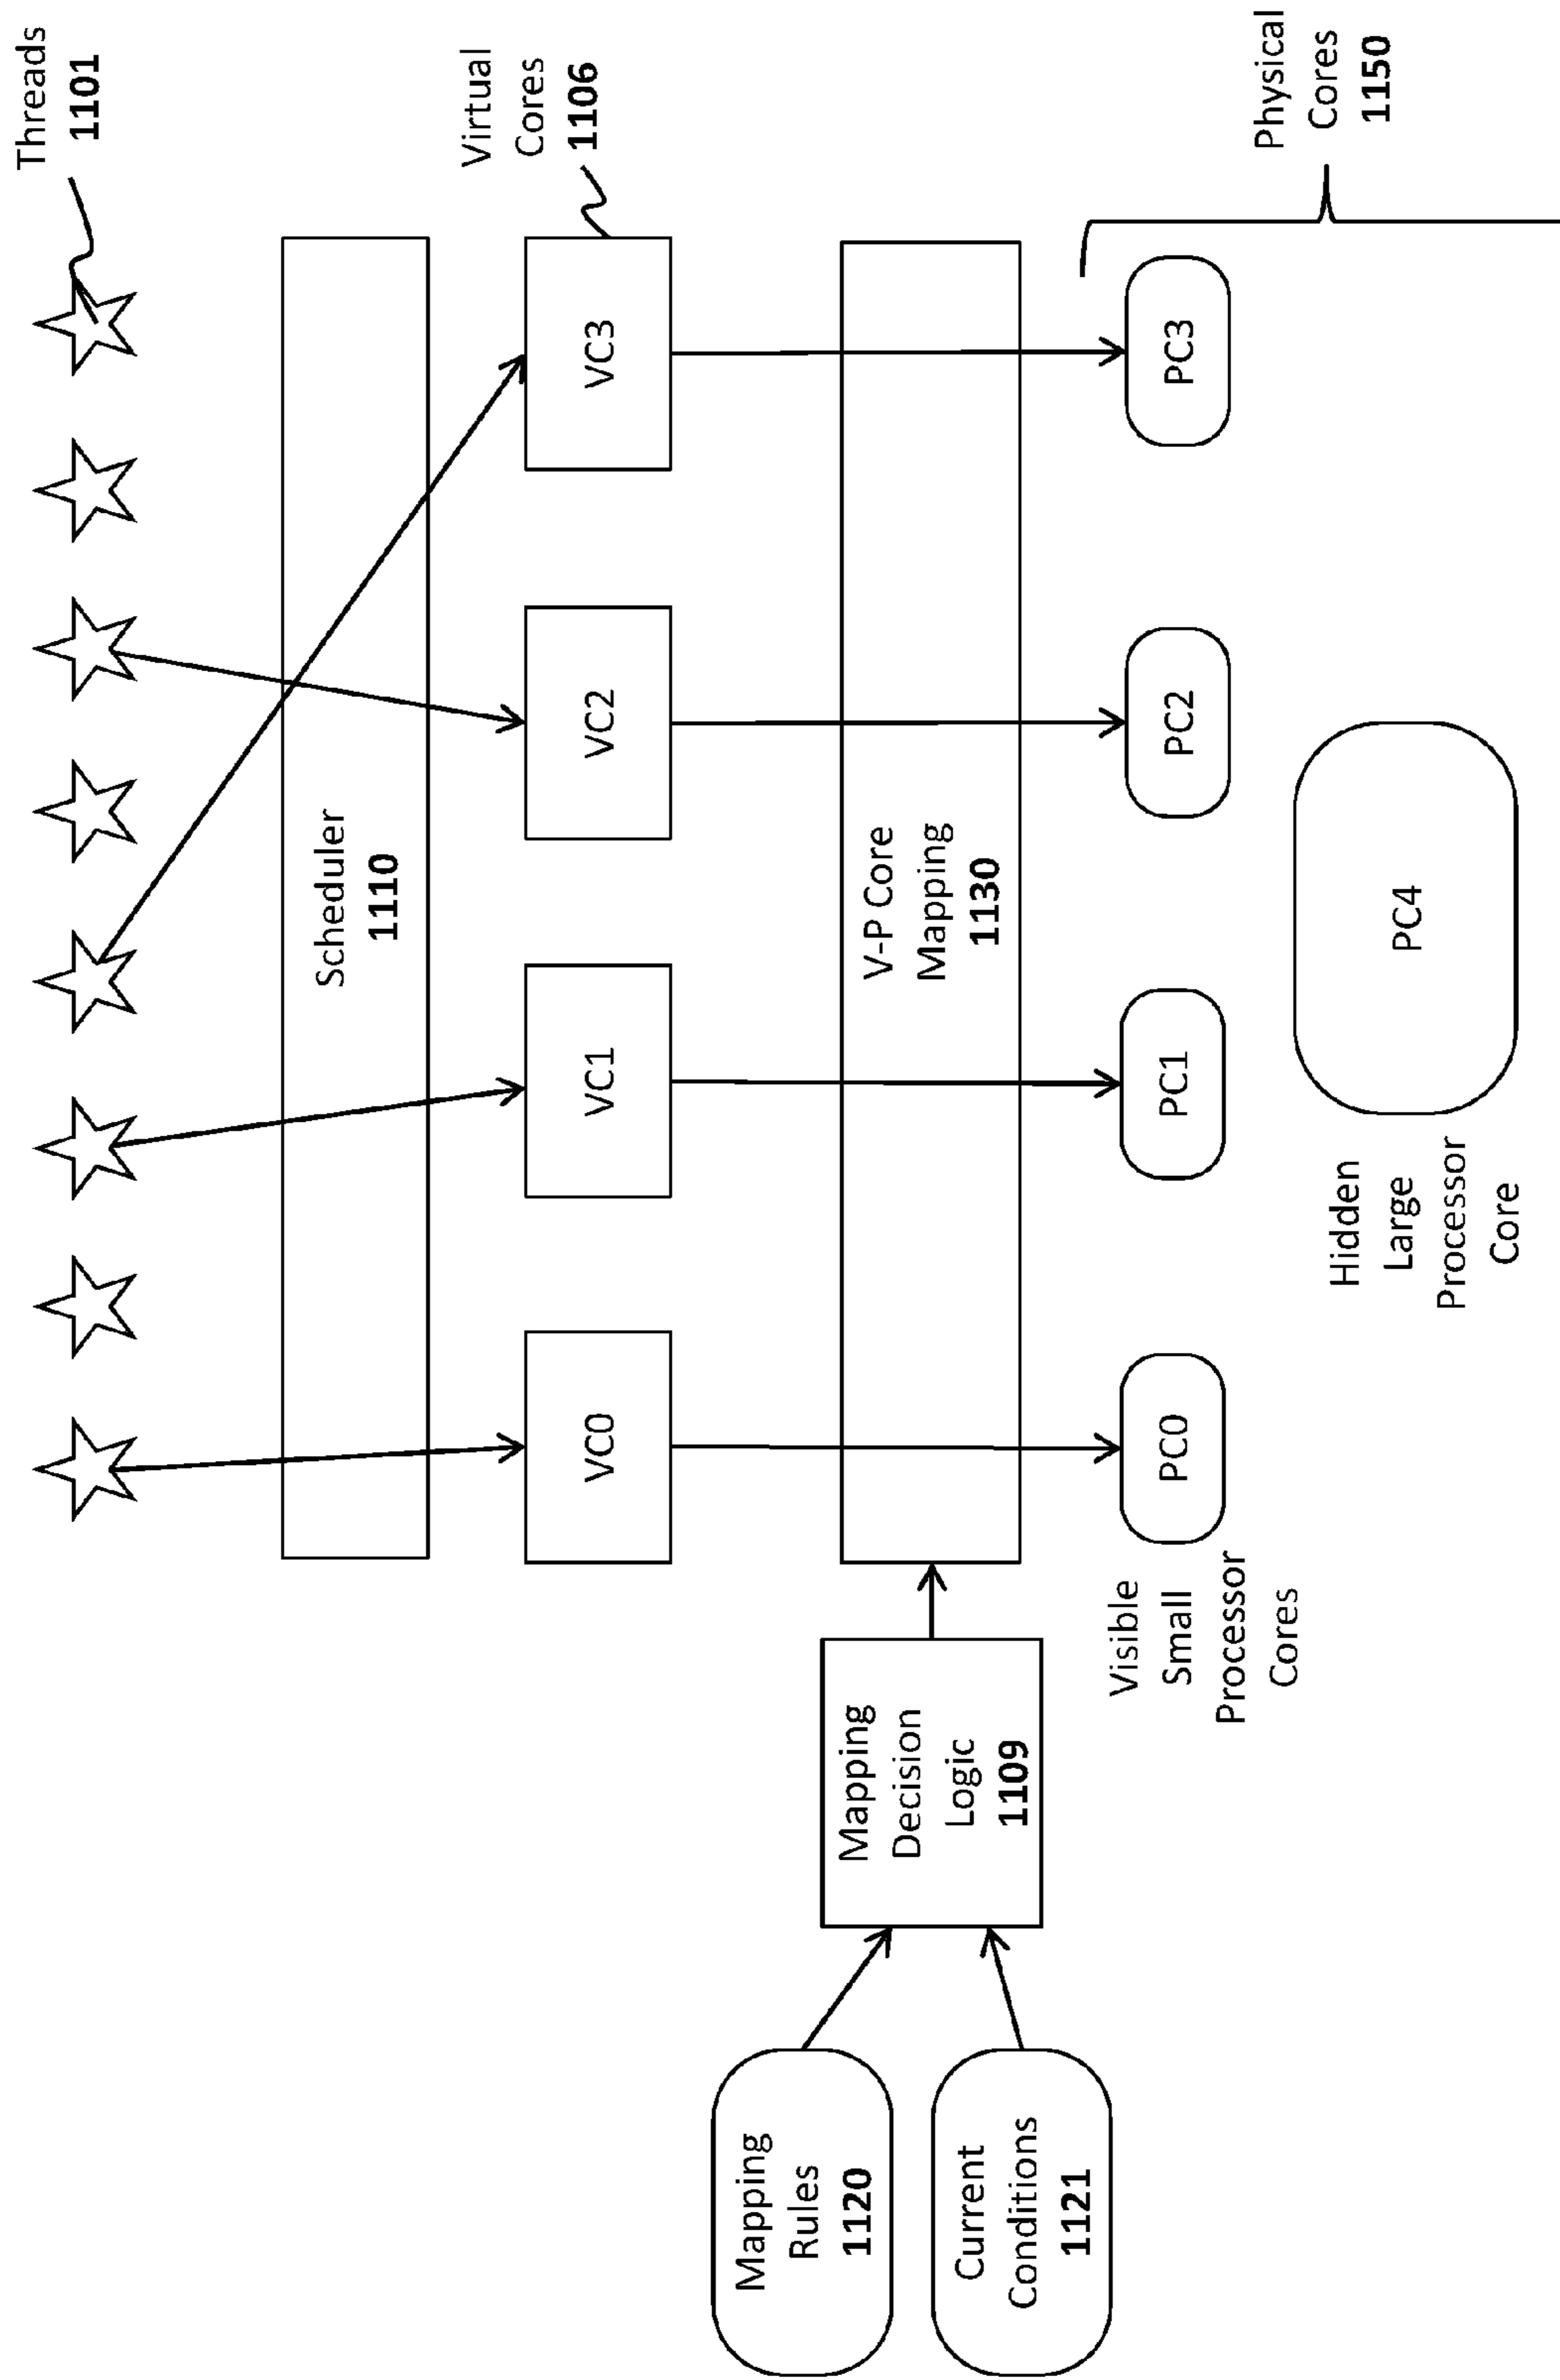 Threads
1101
Scheduler
1110
Virtual
Cores
1106
VC0
VC1
VC2
VC3
Mapping
Rules
1120
Current
Conditions
1121
Mapping
Decision
Logic
1109
V-P Core
Mapping
1130
Visible
Small
Processor
Cores
PC0
PC1
PC2
PC3
Physical
Cores
1150
Hidden
Large
Processor
Core
PC4